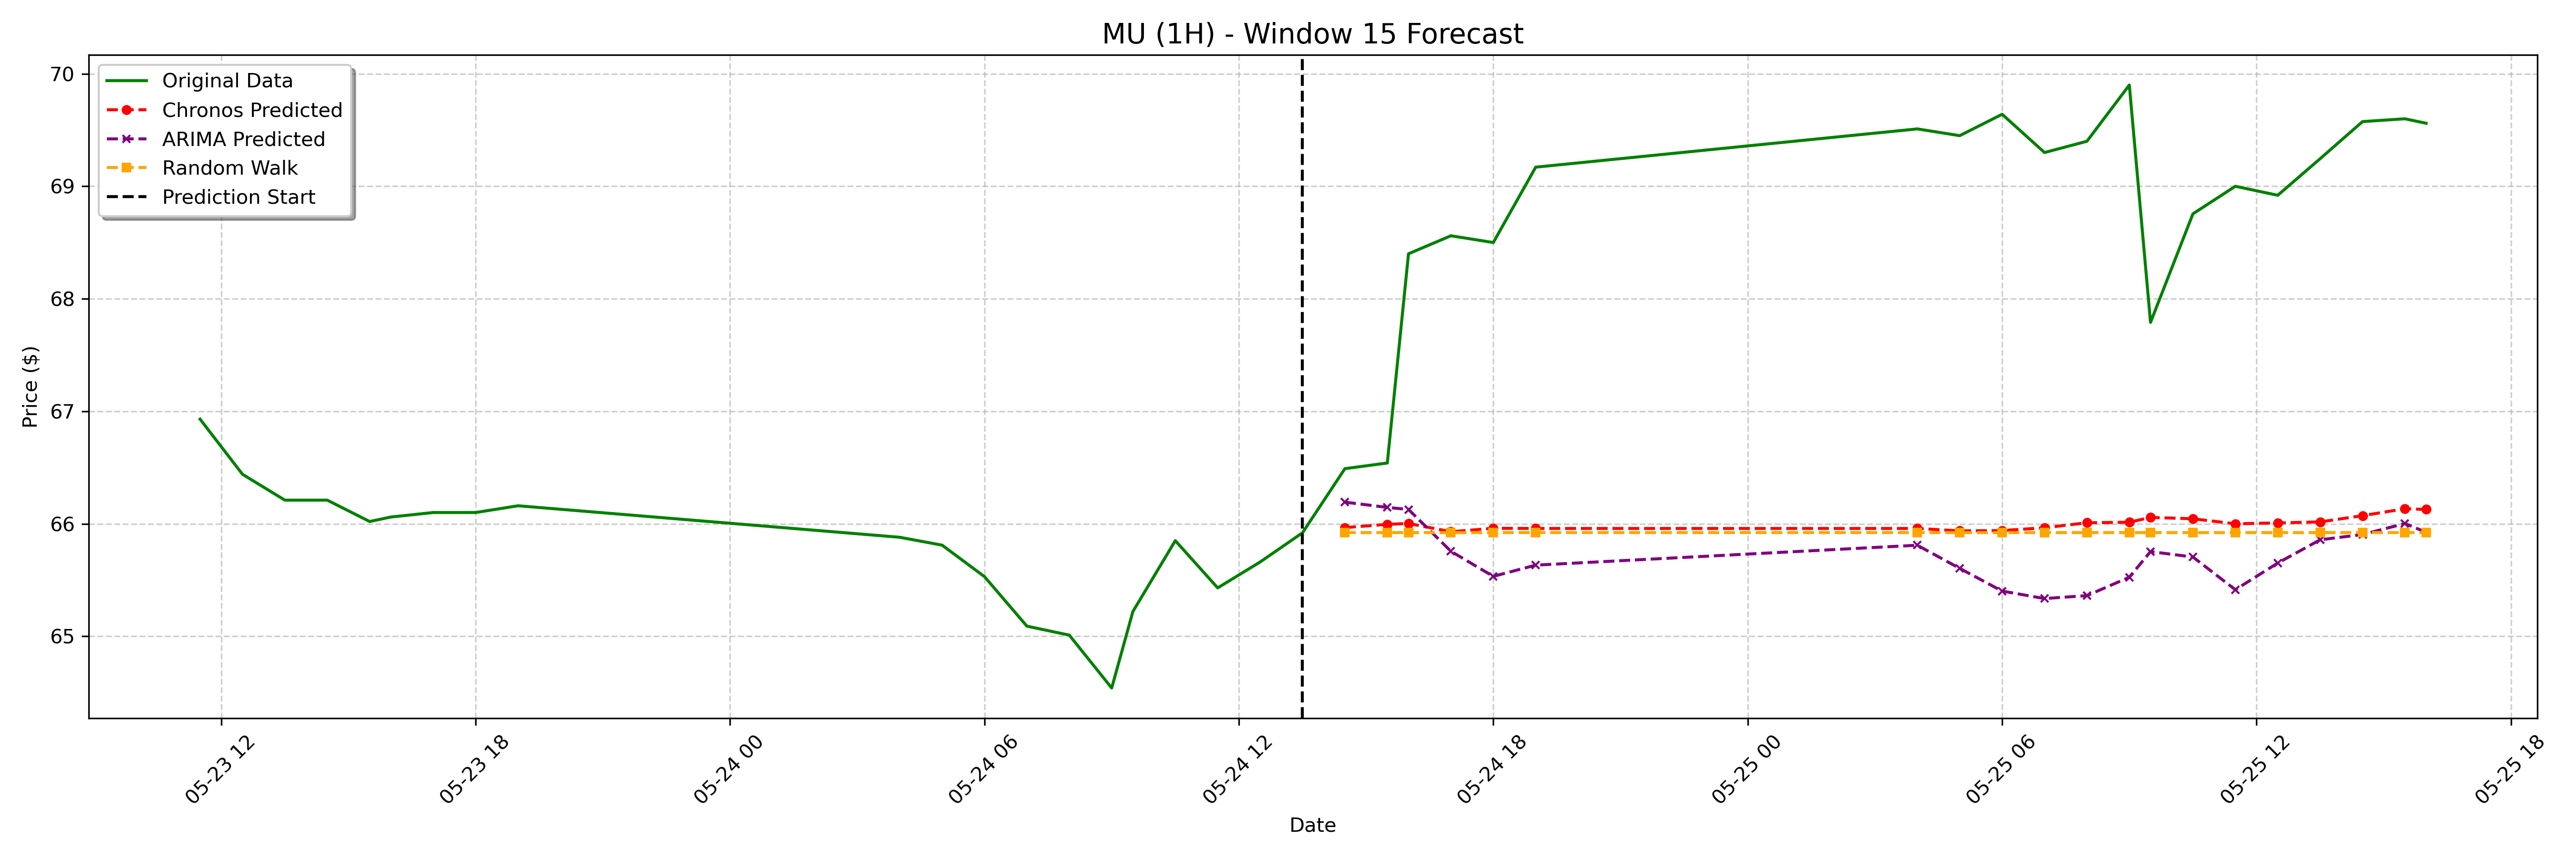 MU (1H) - Window 15 Forecast
Original Data
Chronos Predicted
ARIMA Predicted
Random Walk
Prediction Start
Price ($)
70
69
68
67
66
65
05-23 12
05-23 18
05-24 00
05-24 06
05-24 12
05-24 18
05-25 00
05-25 06
05-25 12
05-25 18
Date